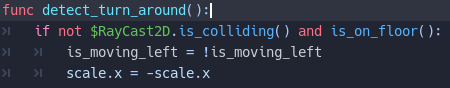 func detect_turn_around():
if not $RayCast2D.is_colliding() and is_on_floor():
is_moving_left = !is_moving_left
scale.x = -scale.x